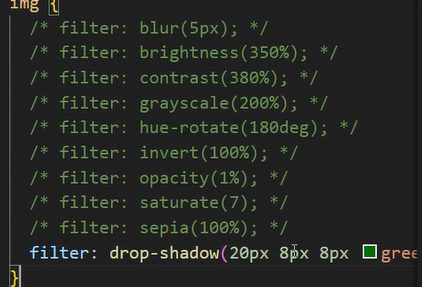 img {
/* filter: blur(5px); */
/* filter: brightness(350%); */
/* filter: contrast(380%); */
/* filter: grayscale(200%); */
/* filter: hue-rotate(180deg); */
/* filter: invert(100%); */
/* filter: opacity(1%); */
/* filter: saturate(7); */
/* filter: sepia(100%); */
filter: drop-shadow(20px 8px 8px gree
}